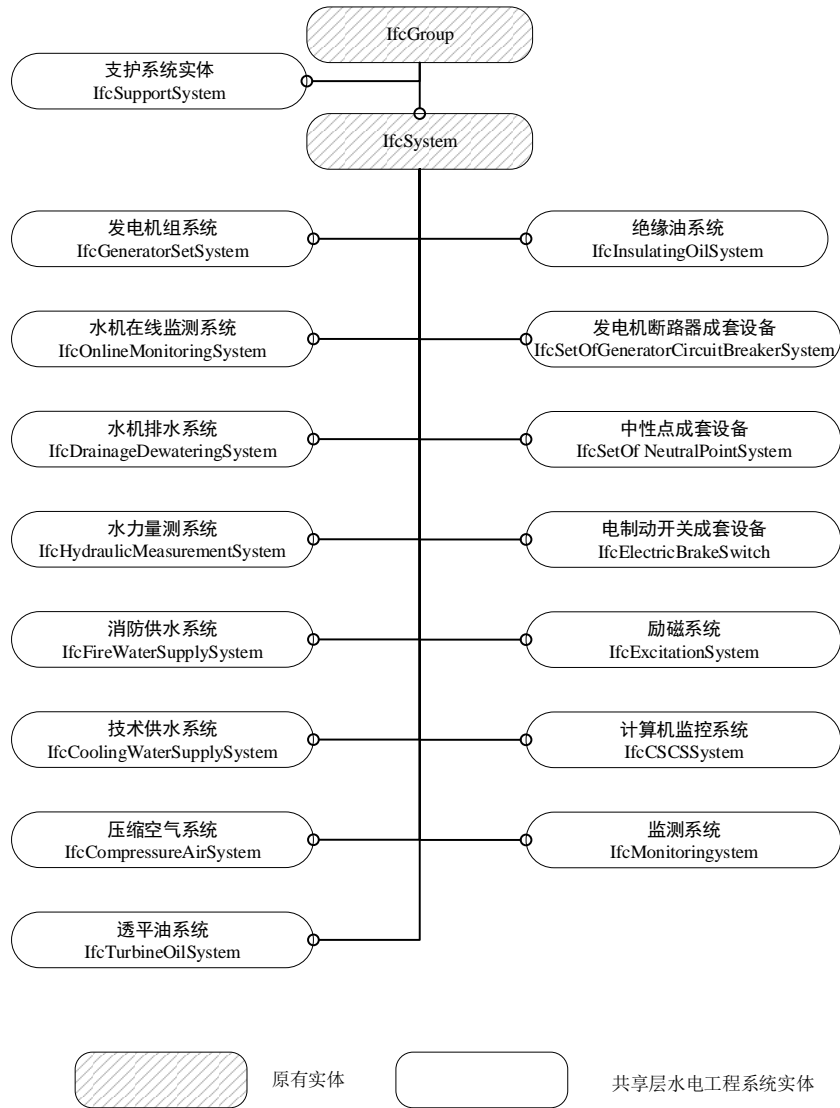 IfcGroup
支护系统实体
IfcSupportSystem
IfcSystem
发电机组系统
IfcGeneratorSetSystem
绝缘油系统
IfcInsulatingOilSystem
水机在线监测系统
IfcOnlineMonitoringSystem
发电机断路器成套设备
IfcSetOfGeneratorCircuitBreakerSystem
水机排水系统
IfcDrainageDewateringSystem
中性点成套设备
IfcSetOf NeutralPointSystem
水力量测系统
IfcHydraulicMeasurementSystem
电制动开关成套设备
IfcElectricBrakeSwitch
消防供水系统
IfcFireWaterSupplySystem
励磁系统
IfcExcitationSystem
技术供水系统
IfcCoolingWaterSupplySystem
计算机监控系统
IfcCSCSSystem
压缩空气系统
IfcCompressureAirSystem
监测系统
IfcMonitoringystem
透平油系统
IfcTurbineOilSystem
原有实体
共享层水电工程系统实体